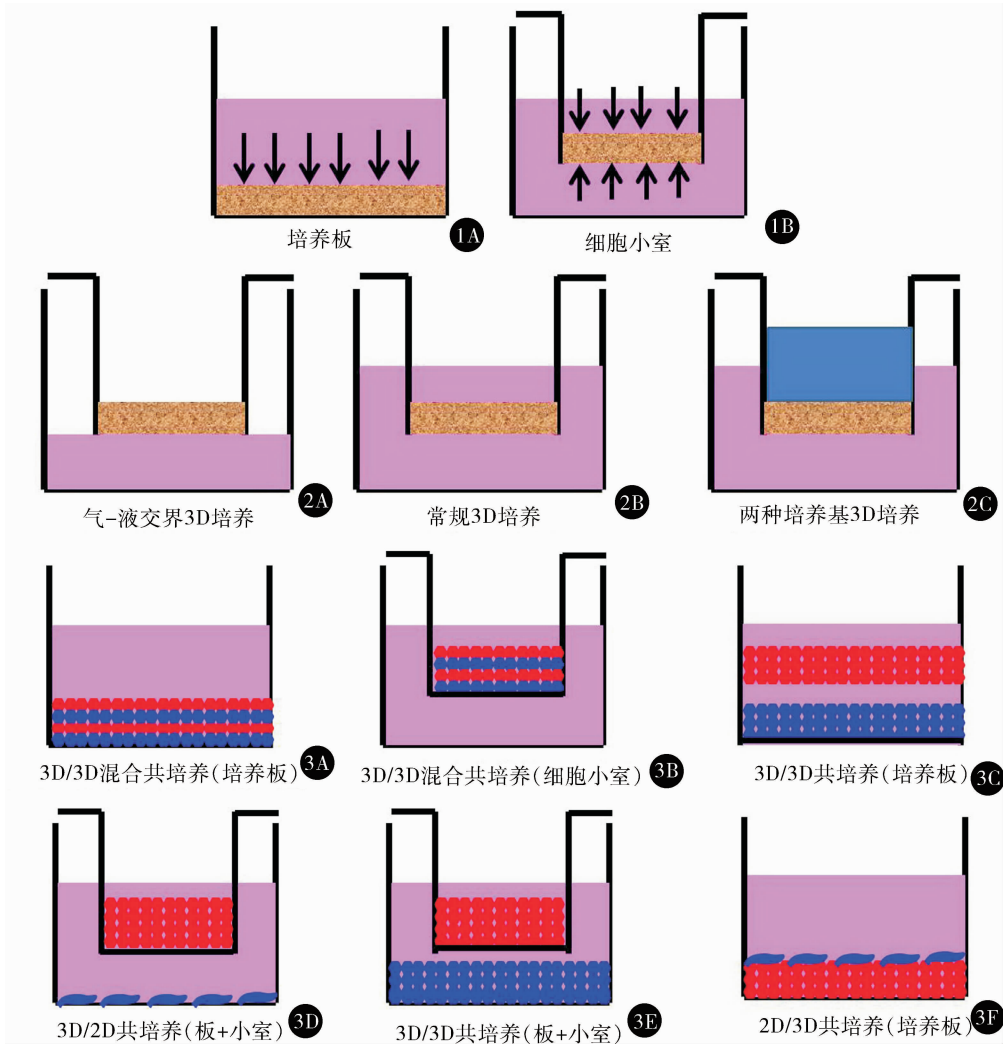 培养板
1A
细胞小室
1B
气-液交界3D培养
2A
常规3D培养
2B
两种培养基3D培养
2C
3D/3D混合共培养(培养板)
3A
3D/3D混合共培养(细胞小室)
3B
3D/3D共培养(培养板)
3C
3D/2D共培养(板+小室)
3D
3D/3D共培养(板+小室)
3E
2D/3D共培养(培养板)
3F